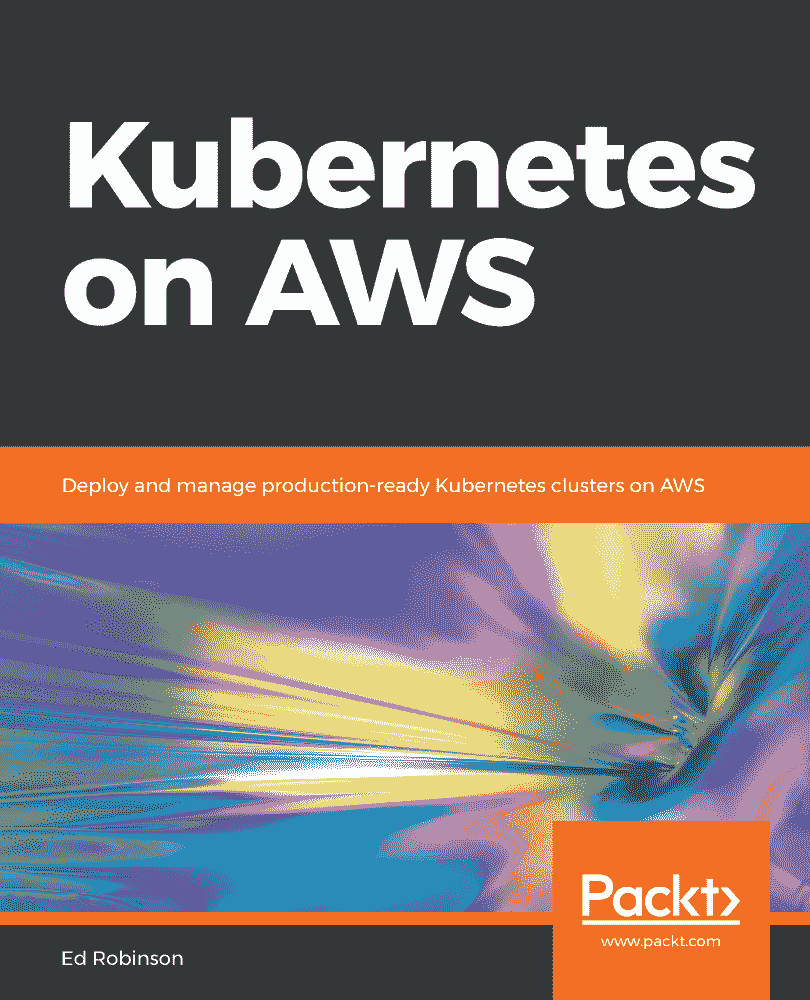 Kubernetes
on AWS
Deploy and manage production-ready Kubernetes clusters on AWS
Packt>
www.packt.com
Ed Robinson